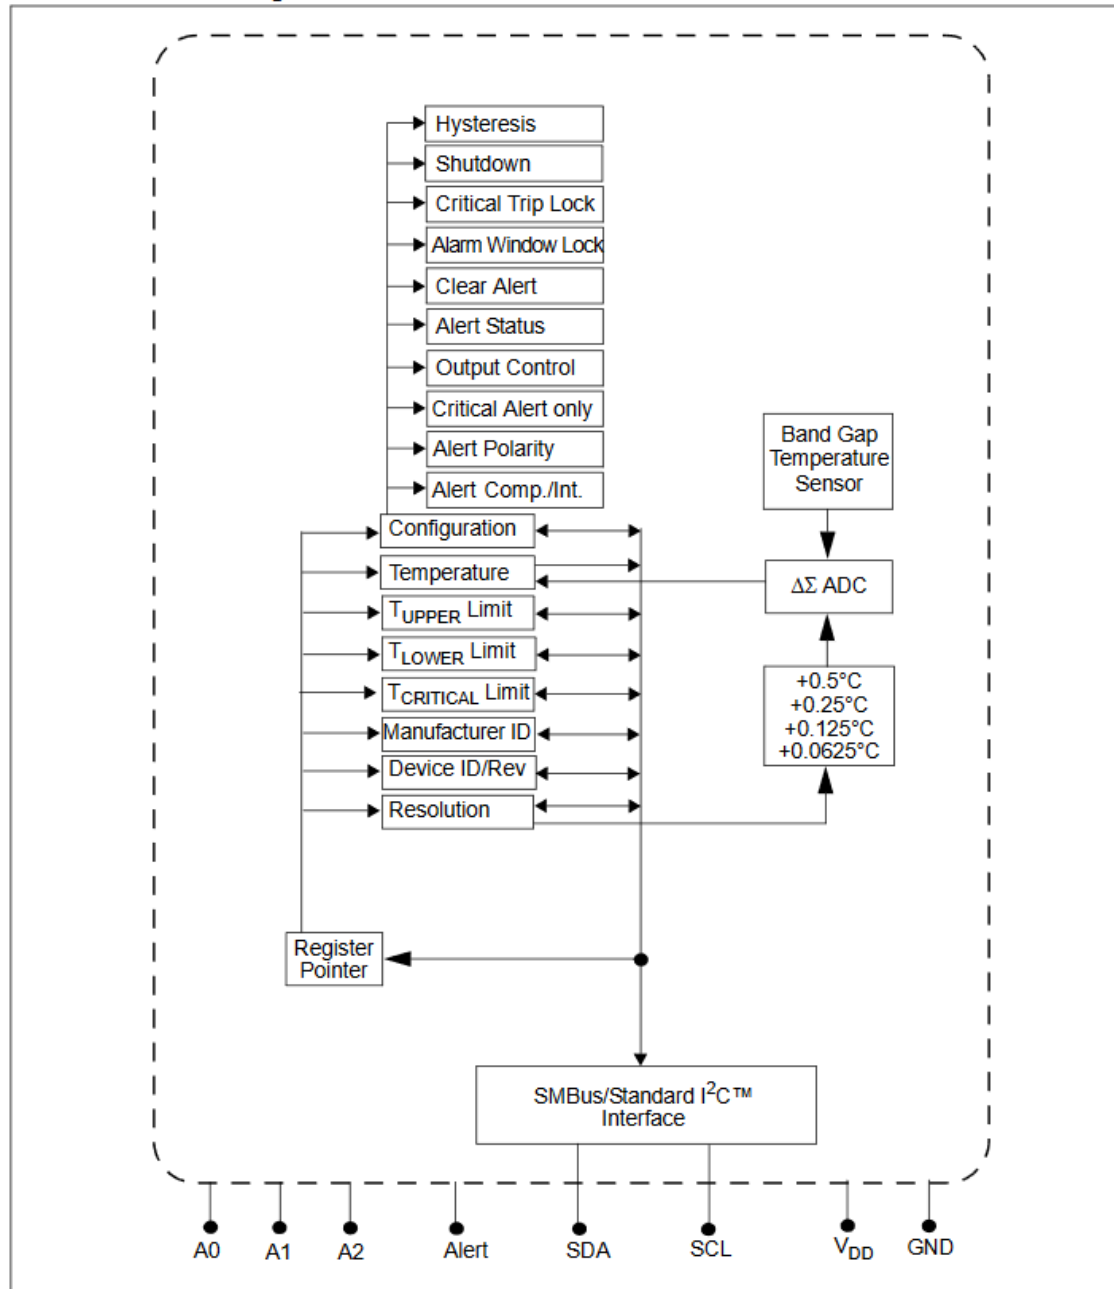 Hysteresis
Shutdown
Critical Trip Lock
Alarm Window Lock
Clear Alert
Alert Status
Output Control
Critical Alert only
Alert Polarity
Alert Comp./Int.
Configuration
Temperature
TUPPER Limit
TLOWER Limit
TCRITICAL Limit
Manufacturer ID
Device ID/Rev
Resolution
Band Gap
Temperature
Sensor
ΔΣ ADC
+0.5°C
+0.25°C
+0.125°C
+0.0625°C
Register
Pointer
SMBus/Standard I²C™
Interface
A0 A1 A2 Alert SDA SCL VDD GND